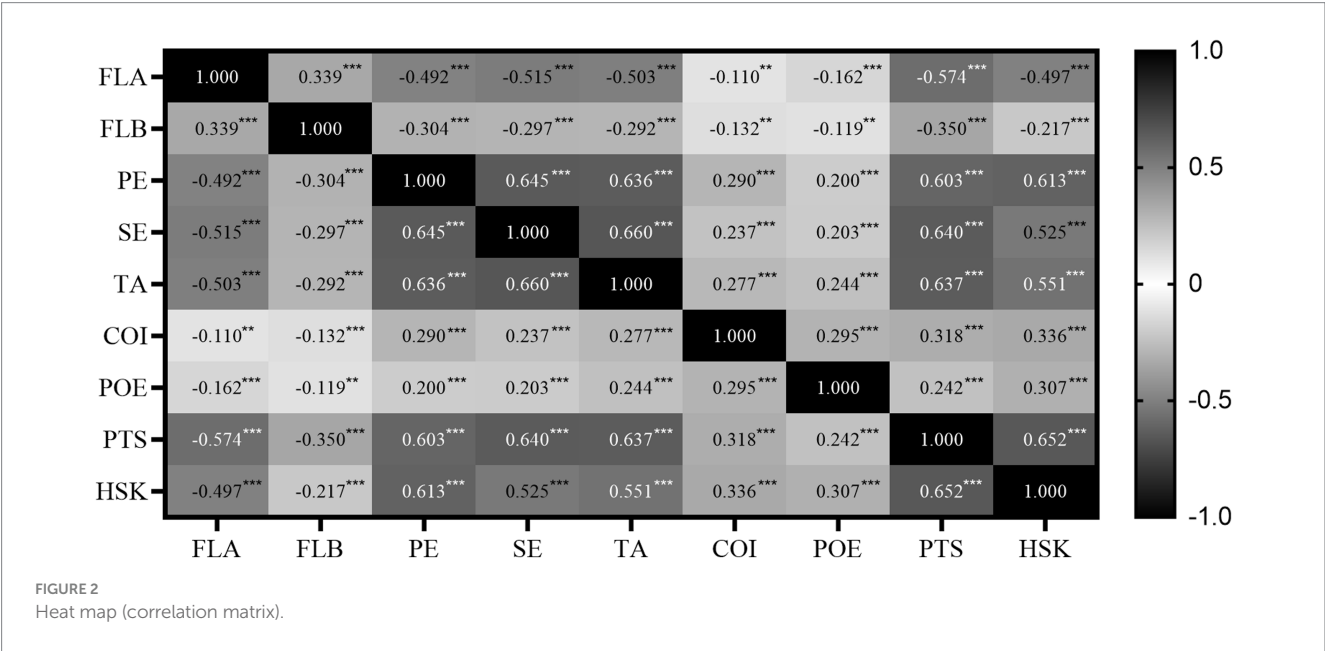 FLA 1.000 0.339*** -0.492*** -0.515*** -0.503*** -0.110** -0.162*** -0.574*** -0.497***
FLB 0.339*** 1.000 -0.304*** -0.297*** -0.292*** -0.132** -0.119** -0.350*** -0.217***
PE -0.492*** -0.304*** 1.000 0.645*** 0.636*** 0.290*** 0.200*** 0.603*** 0.613***
SE -0.515*** -0.297*** 0.645*** 1.000 0.660*** 0.237*** 0.203*** 0.640*** 0.525***
TA -0.503*** -0.292*** 0.636*** 0.660*** 1.000 0.277*** 0.244*** 0.637*** 0.551***
COI -0.110** -0.132*** 0.290*** 0.237*** 0.277*** 1.000 0.295*** 0.318*** 0.336***
POE -0.162*** -0.119** 0.200*** 0.203*** 0.244*** 0.295*** 1.000 0.242*** 0.307***
PTS -0.574*** -0.350*** 0.603*** 0.640*** 0.637*** 0.318*** 0.242*** 1.000 0.652***
HSK -0.497*** -0.217*** 0.613*** 0.525*** 0.551*** 0.336*** 0.307*** 0.652*** 1.000
FLA FLB PE SE TA COI POE PTS HSK
1.0
0.5
0
-0.5
-1.0
FIGURE 2
Heat map (correlation matrix).